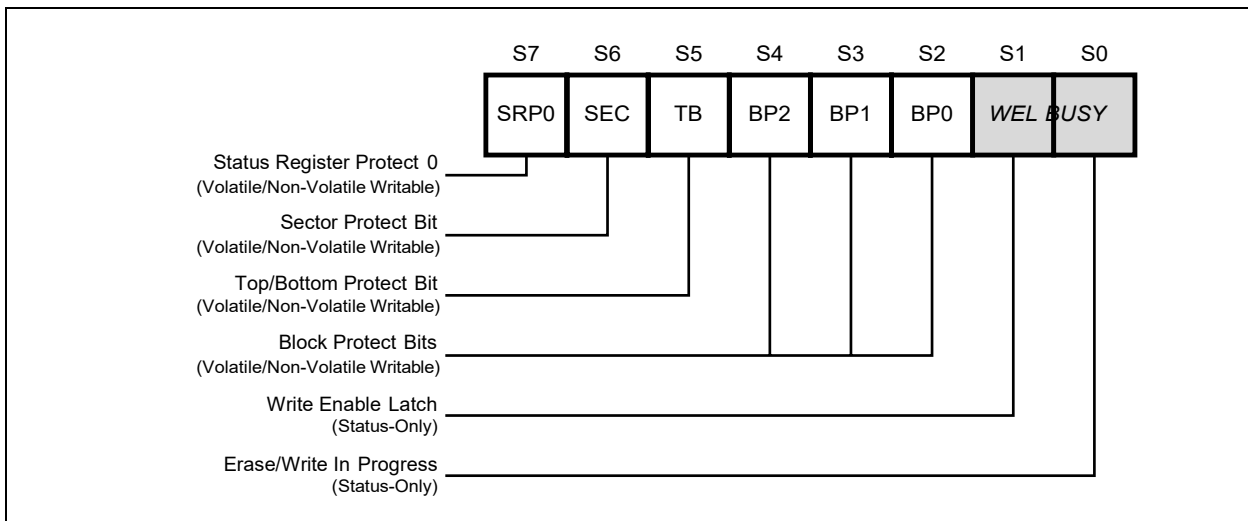 S7 S6 S5 S4 S3 S2 S1 S0
SRP0 SEC TB BP2 BP1 BP0 WEL BUSY
Status Register Protect 0
(Volatile/Non-Volatile Writable)
Sector Protect Bit
(Volatile/Non-Volatile Writable)
Top/Bottom Protect Bit
(Volatile/Non-Volatile Writable)
Block Protect Bits
(Volatile/Non-Volatile Writable)
Write Enable Latch
(Status-Only)
Erase/Write In Progress
(Status-Only)